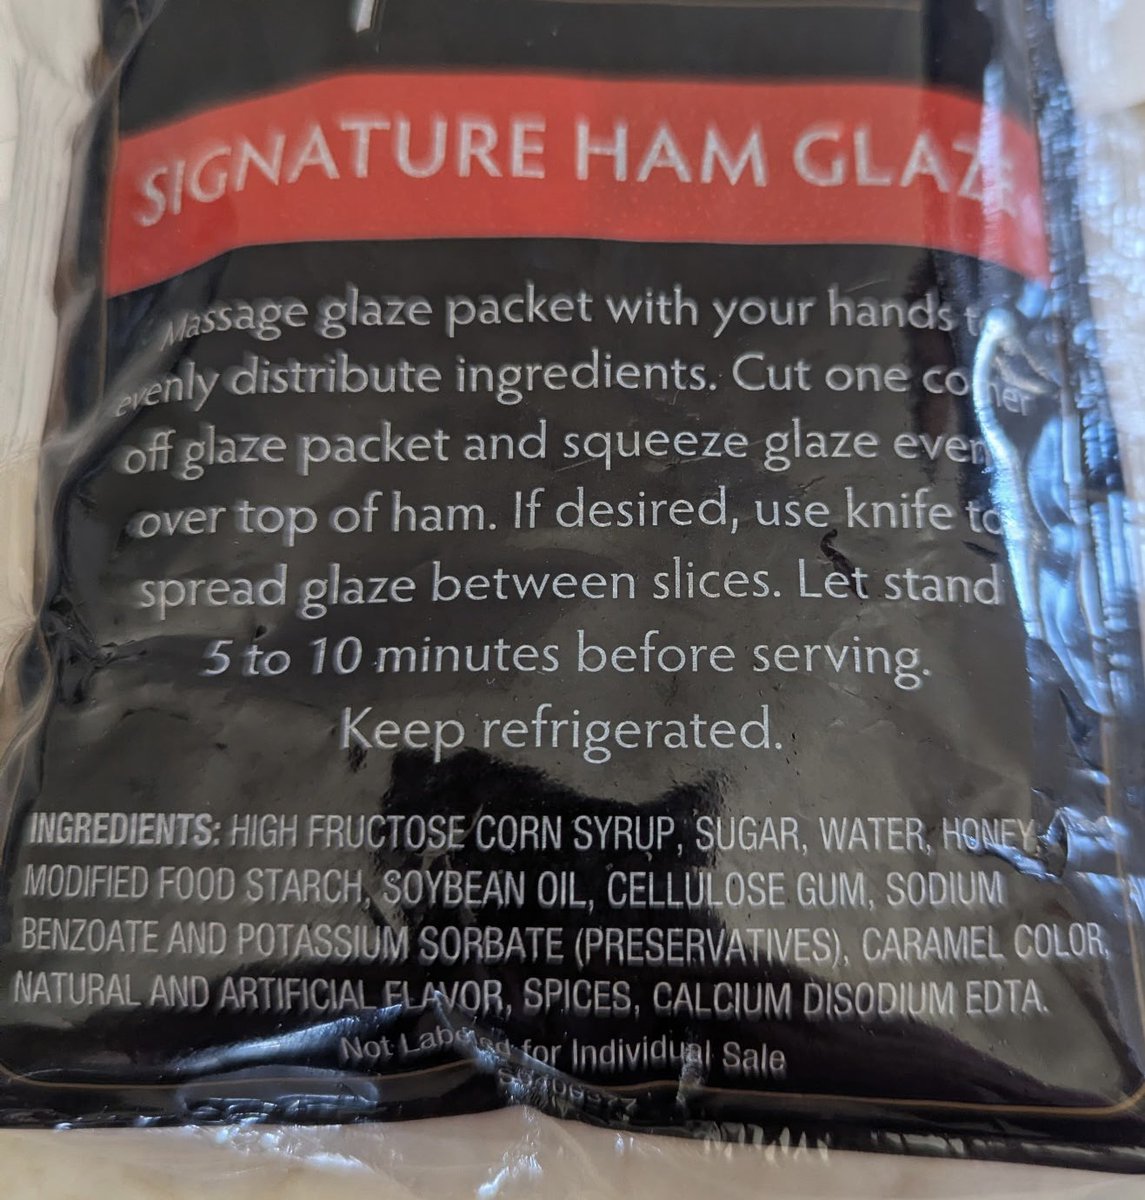 SIGNATURE HAM GLAZE
Massage glaze packet with your hands
evenly distribute ingredients. Cut one corner
off glaze packet and squeeze glaze
over top of ham. If desired, use knife to
spread glaze between slices. Let stand
5 to 10 minutes before serving.
Keep refrigerated.
INGREDIENTS: HIGH FRUCTOSE CORN SYRUP, SUGAR, WATER, HONEY,
MODIFIED FOOD STARCH, SOYBEAN OIL, CELLULOSE GUM, SODIUM
BENZOATE AND POTASSIUM SORBATE (PRESERVATIVES), CARAMEL COLOR,
NATURAL AND ARTIFICIAL FLAVOR, SPICES, CALCIUM DISODIUM EDTA.
Not Labeled for Individual Sale